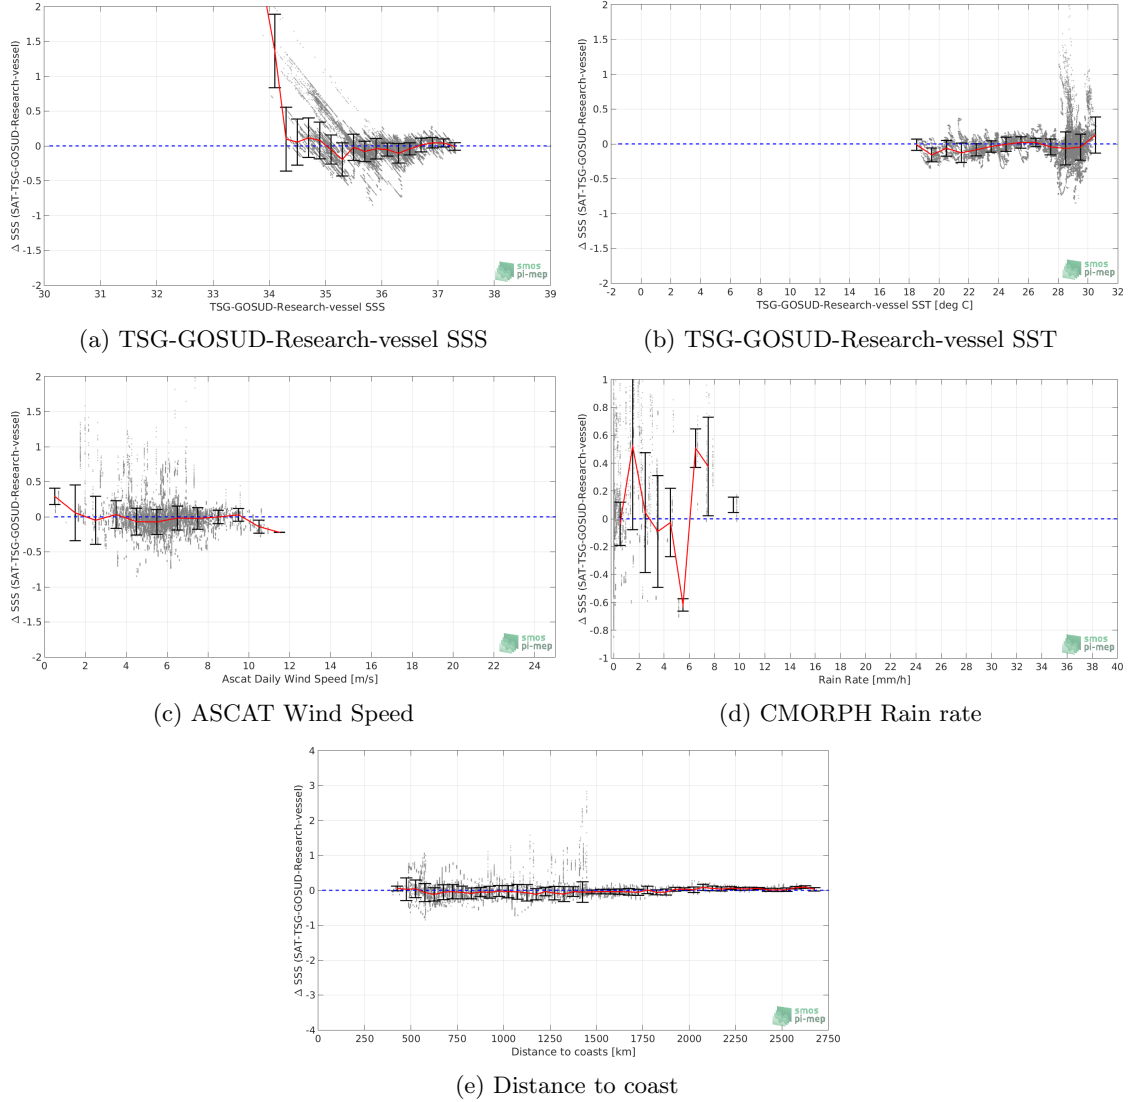 2
1.5
1
0.5
0
-0.5
-1
-1.5
-2
Δ SSS (SAT-TSG-GOSUD-Research-vessel)
30 31 32 33 34 35 36 37 38 39
TSG-GOSUD-Research-vessel SSS
smos
pi-mep
(a) TSG-GOSUD-Research-vessel SSS
2
1.5
1
0.5
0
-0.5
-1
-1.5
-2
Δ SSS (SAT-TSG-GOSUD-Research-vessel)
-2 0 2 4 6 8 10 12 14 16 18 20 22 24 26 28 30 32
TSG-GOSUD-Research-vessel SST [deg C]
smos
pi-mep
(b) TSG-GOSUD-Research-vessel SST
2
1.5
1
0.5
0
-0.5
-1
-1.5
-2
Δ SSS (SAT-TSG-GOSUD-Research-vessel)
0 2 4 6 8 10 12 14 16 18 20 22 24
Ascat Daily Wind Speed [m/s]
smos
pi-mep
(c) ASCAT Wind Speed
1
0.8
0.6
0.4
0.2
0
-0.2
-0.4
-0.6
-0.8
-1
Δ SSS (SAT-TSG-GOSUD-Research-vessel)
0 2 4 6 8 10 12 14 16 18 20 22 24 26 28 30 32 34 36 38 40
Rain Rate [mm/h]
smos
pi-mep
(d) CMORPH Rain rate
4
3
2
1
0
-1
-2
-3
-4
Δ SSS (SAT-TSG-GOSUD-Research-vessel)
0 250 500 750 1000 1250 1500 1750 2000 2250 2500 2750
Distance to coasts [km]
smos
pi-mep
(e) Distance to coast